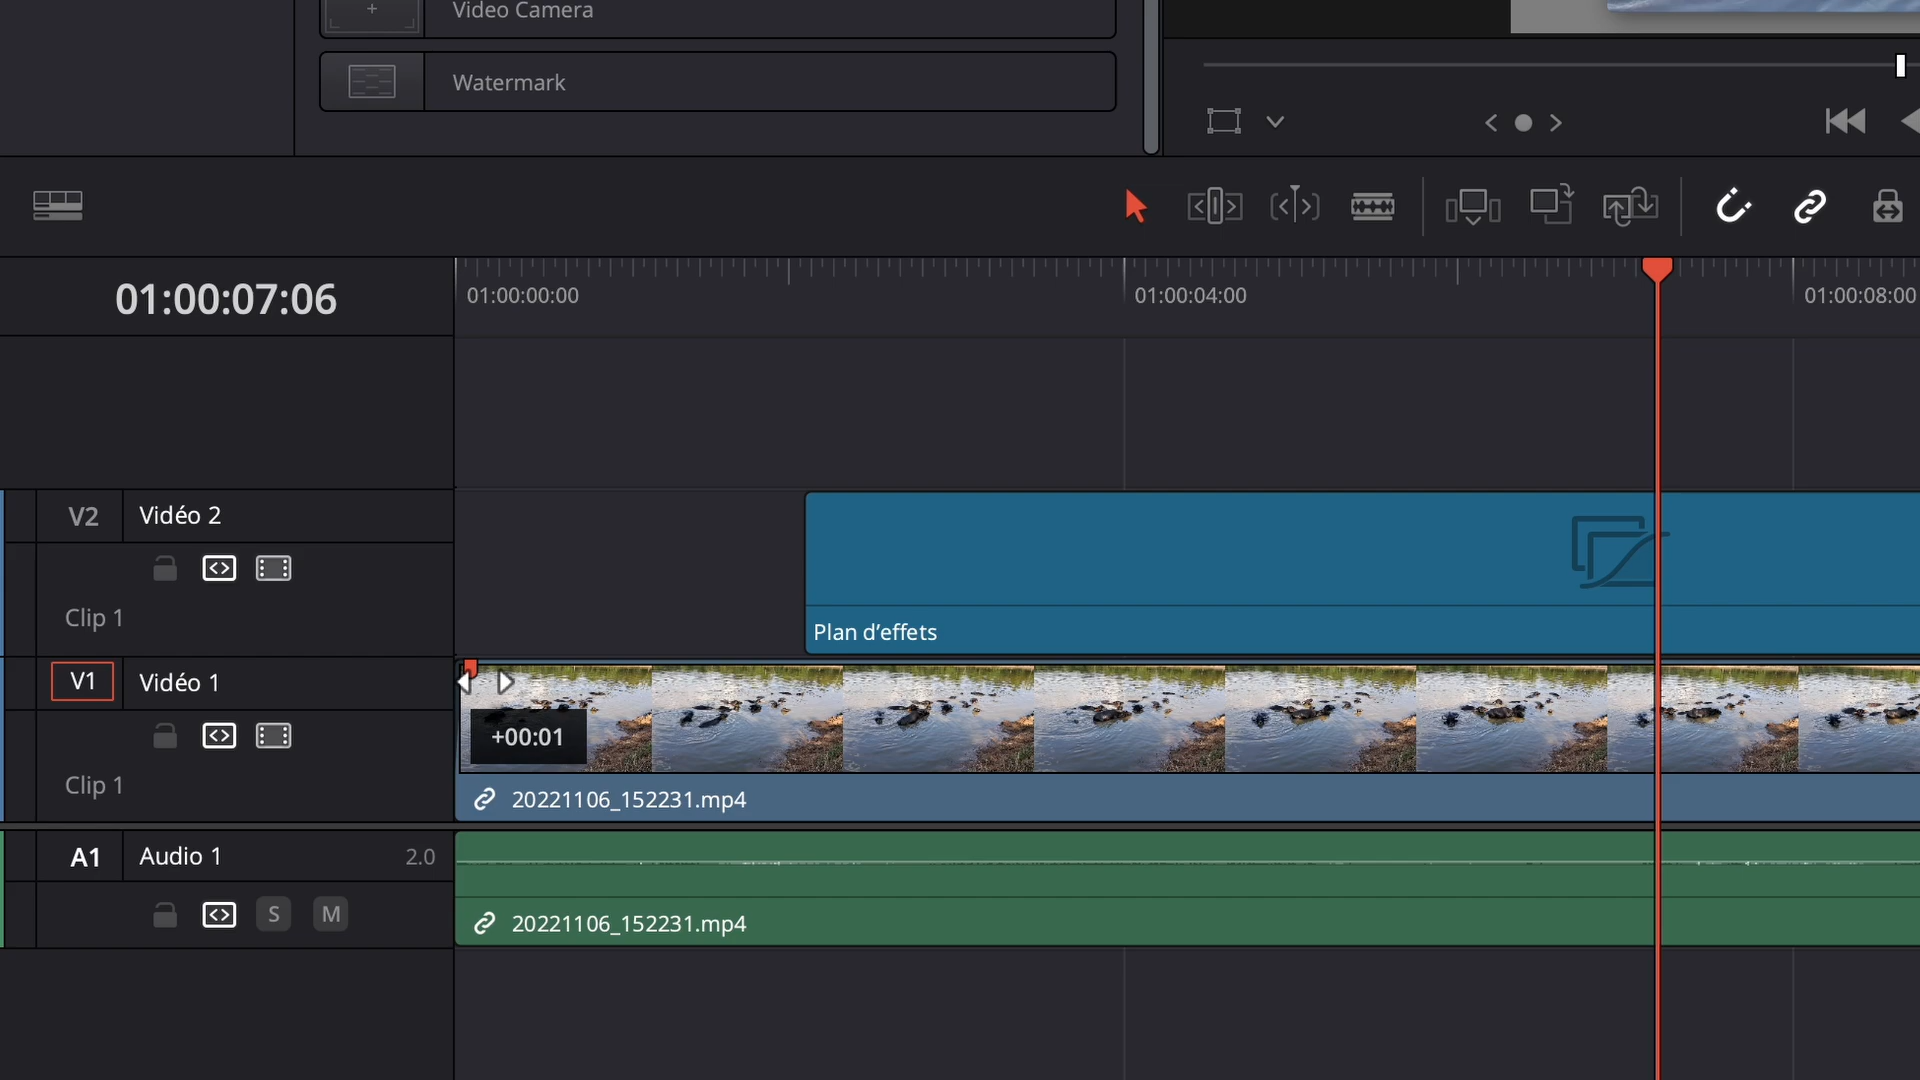 Video Camera
Watermark
01:00:07:06
01:00:00:00
01:00:04:00
01:00:08:00
V2
Vidéo 2
Clip 1
Plan d’effets
V1
Vidéo 1
+00:01
Clip 1
20221106_152231.mp4
A1
Audio 1
2.0
S
M
20221106_152231.mp4